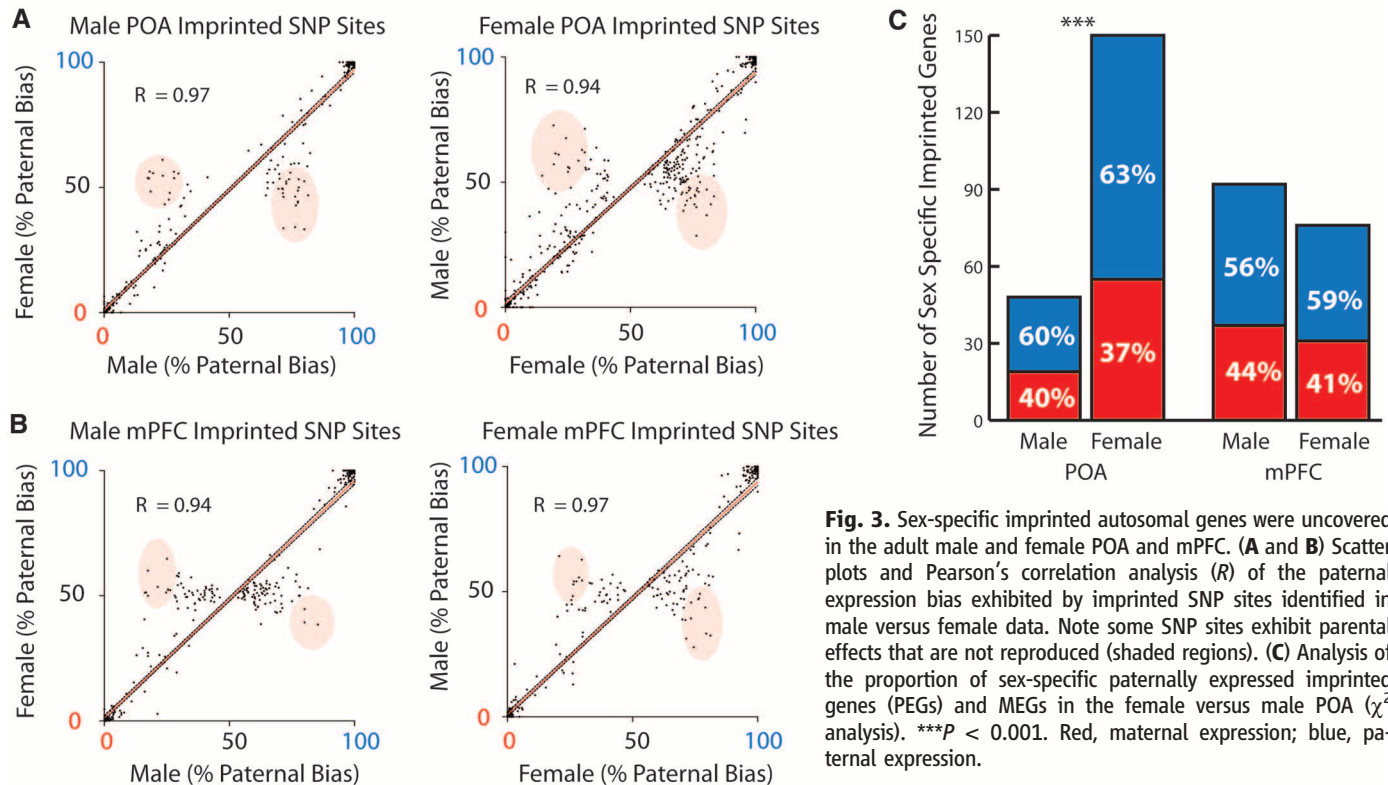 A
Male POA Imprinted SNP Sites
100
R = 0.97
50
0
0
50
100
Female (% Paternal Bias)
Male (% Paternal Bias)
Female POA Imprinted SNP Sites
100
R = 0.94
50
0
0
50
100
Male (% Paternal Bias)
Female (% Paternal Bias)
B
Male mPFC Imprinted SNP Sites
100
R = 0.94
50
0
0
50
100
Female (% Paternal Bias)
Male (% Paternal Bias)
Female mPFC Imprinted SNP Sites
100
R = 0.97
50
0
0
50
100
Male (% Paternal Bias)
Female (% Paternal Bias)
C
***
Number of Sex Specific Imprinted Genes
150
120
90
60
30
0
60%
40%
63%
37%
56%
44%
59%
41%
Male Female
POA
Male Female
mPFC
Fig. 3. Sex-specific imprinted autosomal genes were uncovered
in the adult male and female POA and mPFC. (A and B) Scatter
plots and Pearson's correlation analysis (R) of the paternal
expression bias exhibited by imprinted SNP sites identified in
male versus female data. Note some SNP sites exhibit parental
effects that are not reproduced (shaded regions). (C) Analysis of
the proportion of sex-specific paternally expressed imprinted
genes (PEGs) and MEGs in the female versus male POA (χ2
analysis). ***P < 0.001. Red, maternal expression; blue, pa-
ternal expression.